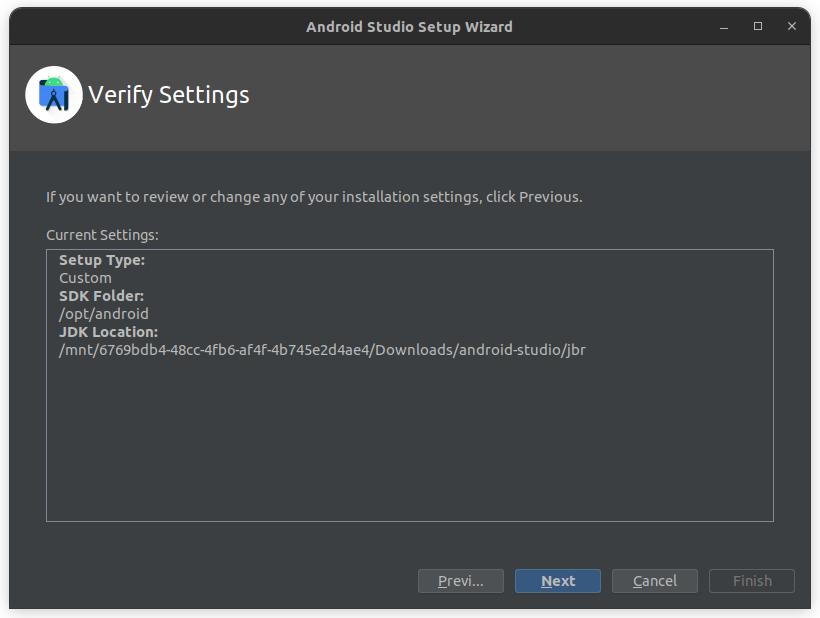 Android Studio Setup Wizard
Verify Settings
If you want to review or change any of your installation settings, click Previous.
Current Settings:
Setup Type:
Custom
SDK Folder:
/opt/android
JDK Location:
/mnt/6769bdb4-48cc-4fb6-af4f-4b745e2d4ae4/Downloads/android-studio/jbr
Previ...
Next
Cancel
Finish